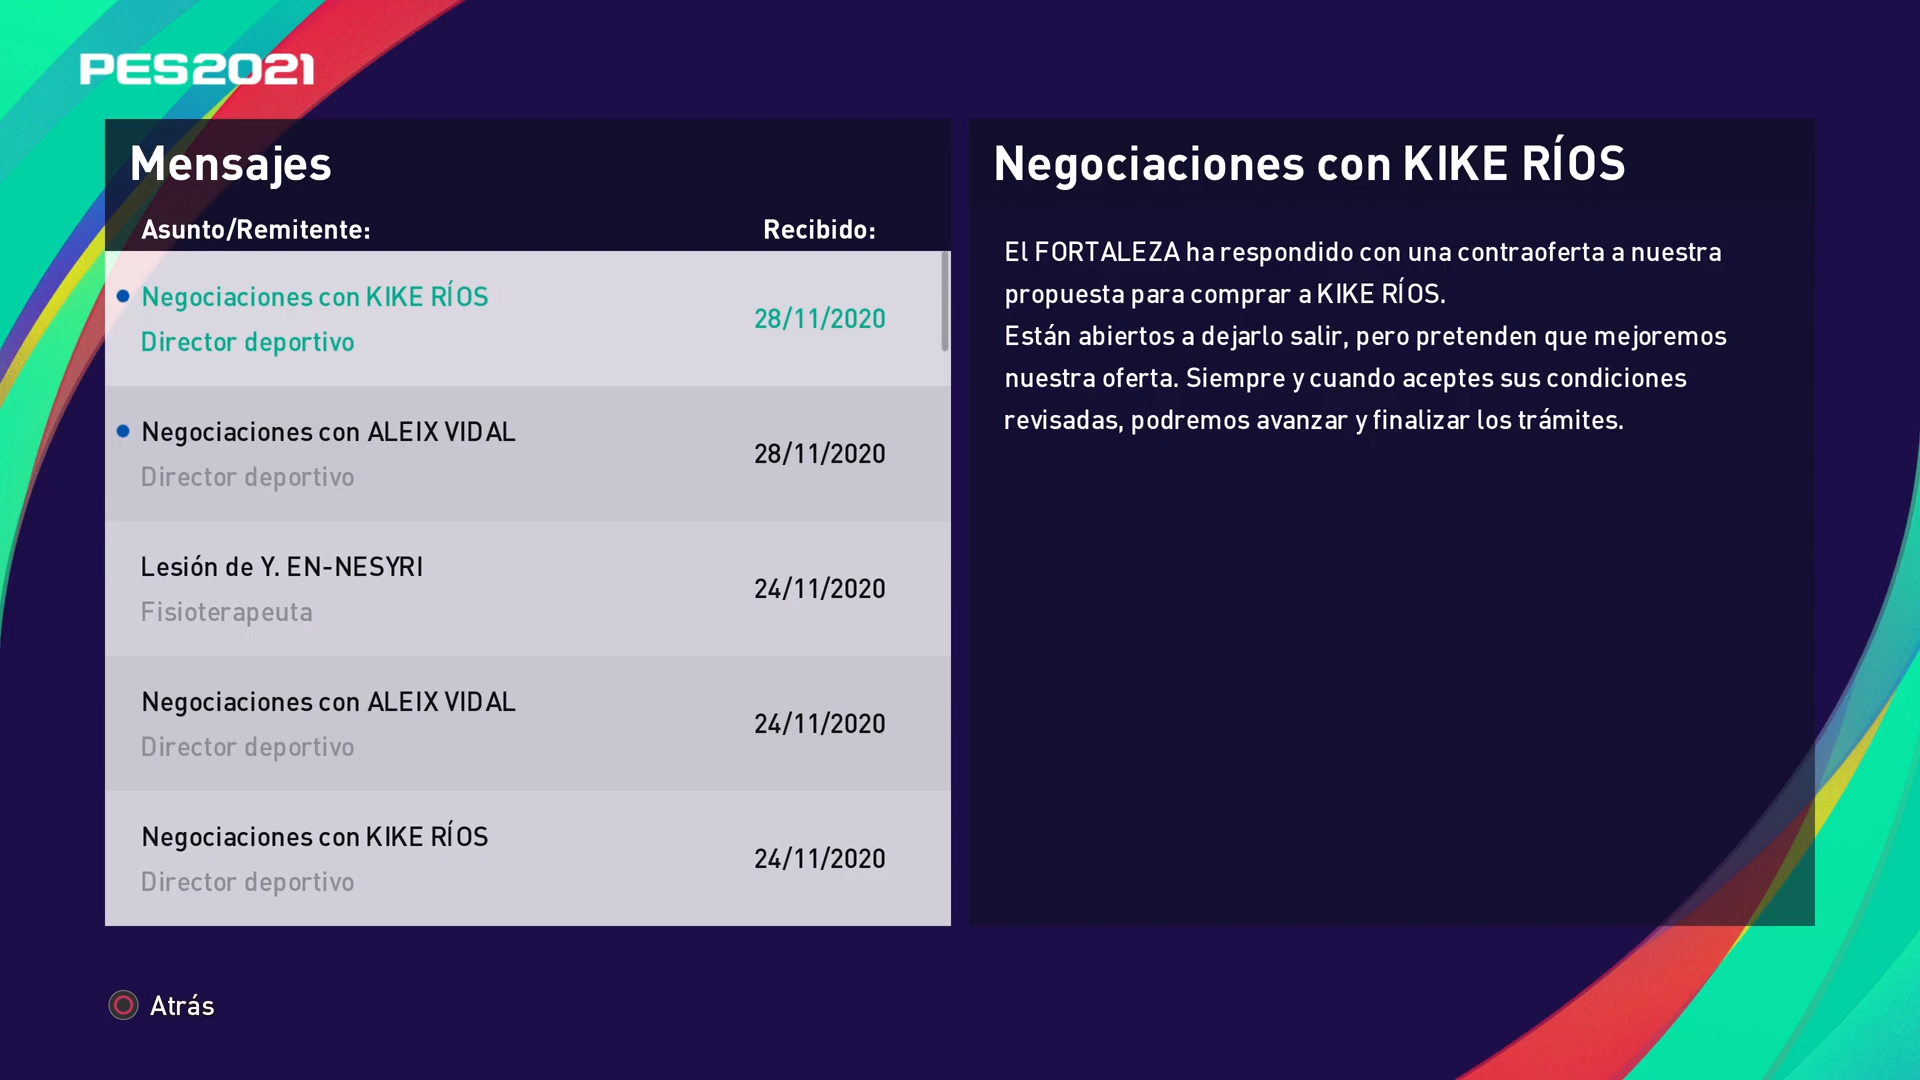 PES2021
Mensajes
Asunto/Remitente: Recibido:
Negociaciones con KIKE RÍOS
Director deportivo
28/11/2020
Negociaciones con ALEIX VIDAL
Director deportivo
28/11/2020
Lesión de Y. EN-NESYRI
Fisioterapeuta
24/11/2020
Negociaciones con ALEIX VIDAL
Director deportivo
24/11/2020
Negociaciones con KIKE RÍOS
Director deportivo
24/11/2020
Negociaciones con KIKE RÍOS
El FORTALEZA ha respondido con una contraoferta a nuestra
propuesta para comprar a KIKE RÍOS.
Están abiertos a dejarlo salir, pero pretenden que mejoremos
nuestra oferta. Siempre y cuando aceptes sus condiciones
revisadas, podremos avanzar y finalizar los trámites.
Atrás